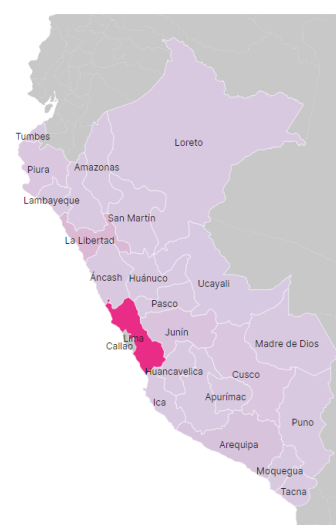 Loreto
Tumbes
Piura
Amazonas
Lambayeque
San Martín
La Libertad
Áncash
Huánuco
Ucayali
Pasco
Lima
Junín
Callao
Madre de Dios
Huancavelica
Cusco
Ica
Apurímac
Puno
Arequipa
Moquegua
Tacna